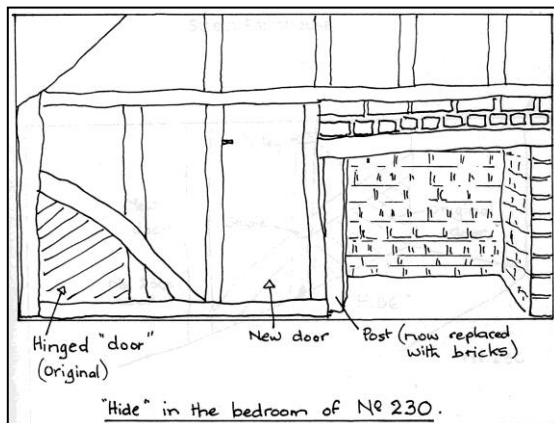 Hinged "door"
(Original)
New door
Post (now replaced
with bricks)
"Hide" in the bedroom of Nº 230.